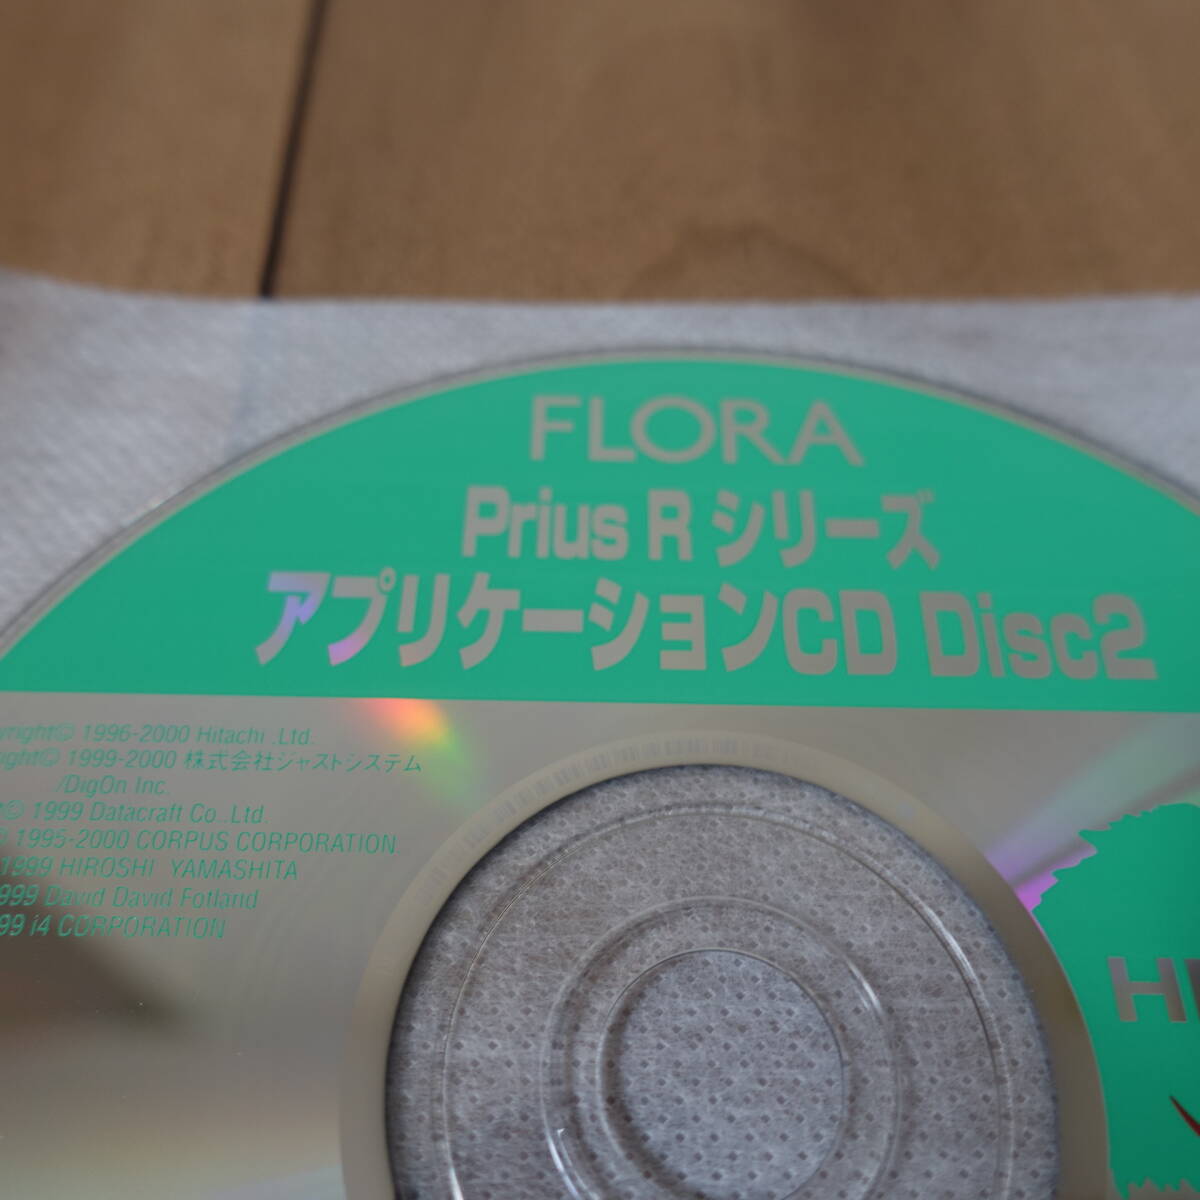 FLORA
Prius R シリーズ
アプリケーションCD Disc2
1996-2000 Hitachi ,Ltd.
1999-2000 株式会社ジャストシステム
/DigOn Inc.
© 1999 Datacraft Co.,Ltd.
1995-2000 CORPUS CORPORATION
1999 HIROSHI YAMASHITA
David David Fotland
i4 CORPORATION